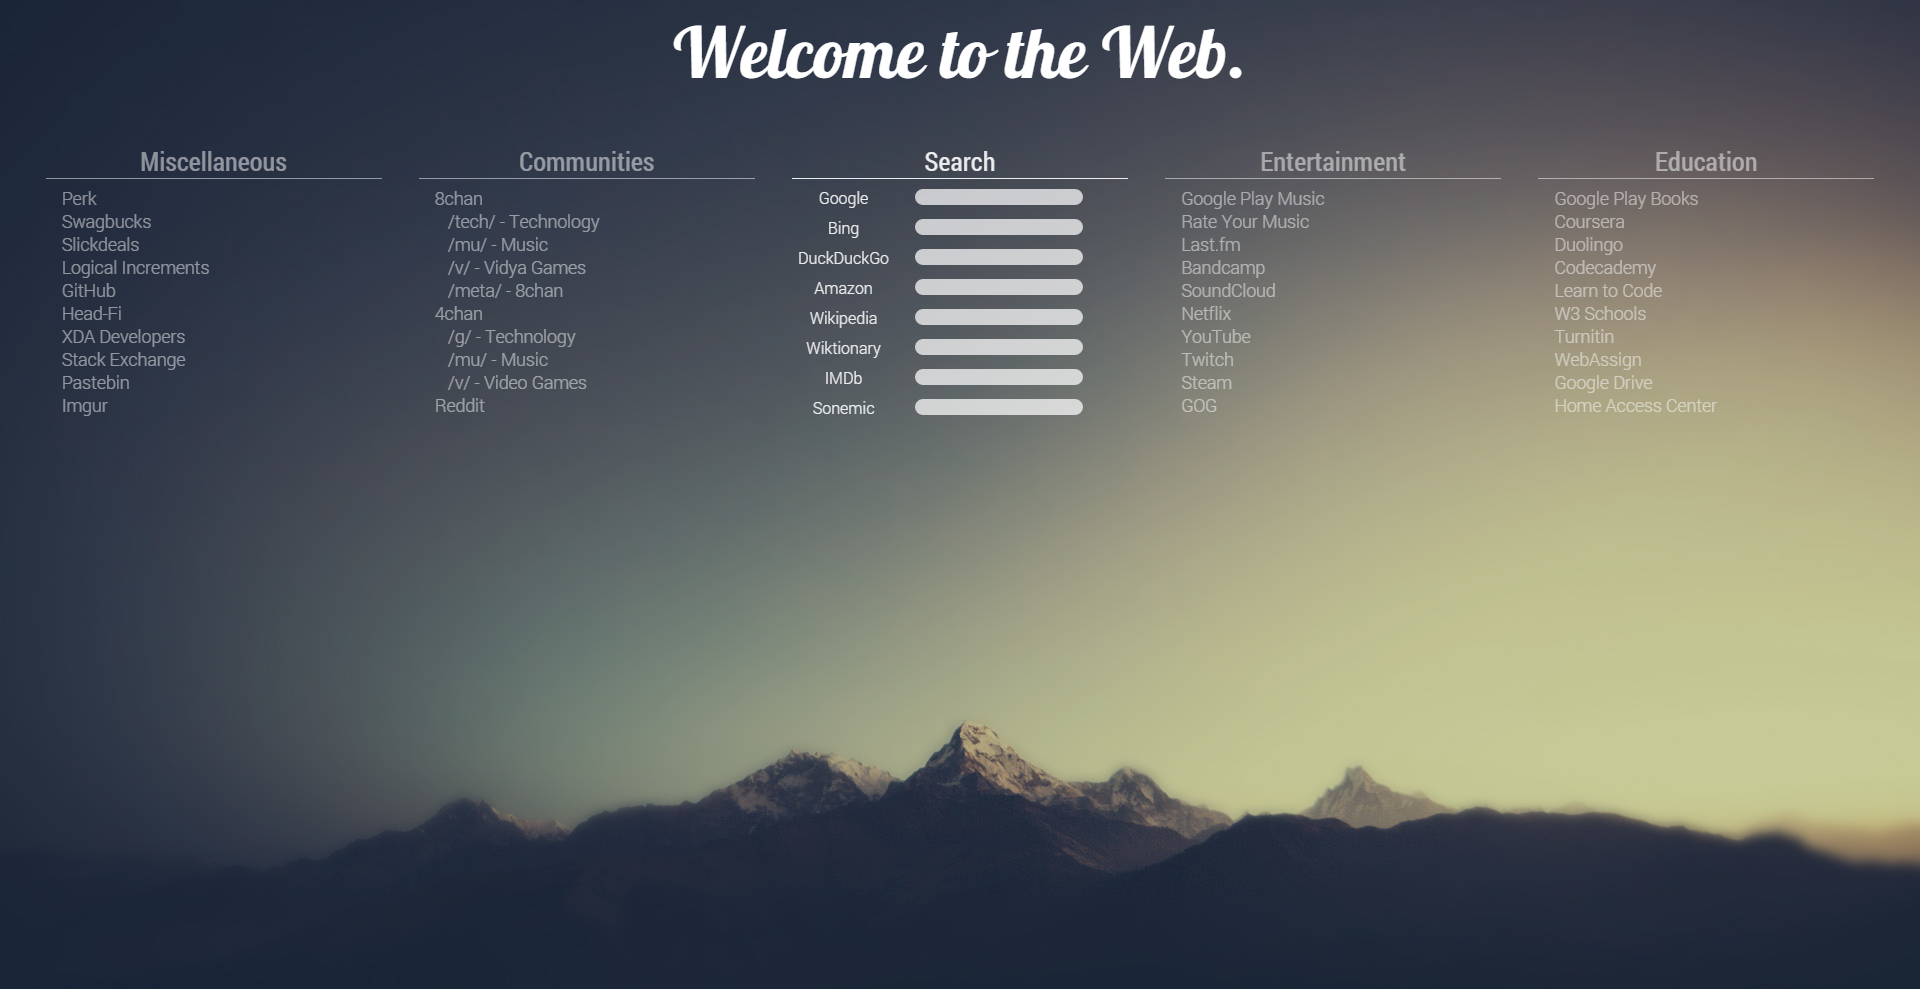 Welcome to the Web.
Miscellaneous
Perk
Swagbucks
Slickdeals
Logical Increments
GitHub
Head-Fi
XDA Developers
Stack Exchange
Pastebin
Imgur
Communities
8chan
/tech/ - Technology
/mu/ - Music
/v/ - Vidya Games
/meta/ - 8chan
4chan
/g/ - Technology
/mu/ - Music
/v/ - Video Games
Reddit
Search
Google
Bing
DuckDuckGo
Amazon
Wikipedia
Wiktionary
IMDb
Sonemic
Entertainment
Google Play Music
Rate Your Music
Last.fm
Bandcamp
SoundCloud
Netflix
YouTube
Twitch
Steam
GOG
Education
Google Play Books
Coursera
Duolingo
Codecademy
Learn to Code
W3 Schools
Turnitin
WebAssign
Google Drive
Home Access Center